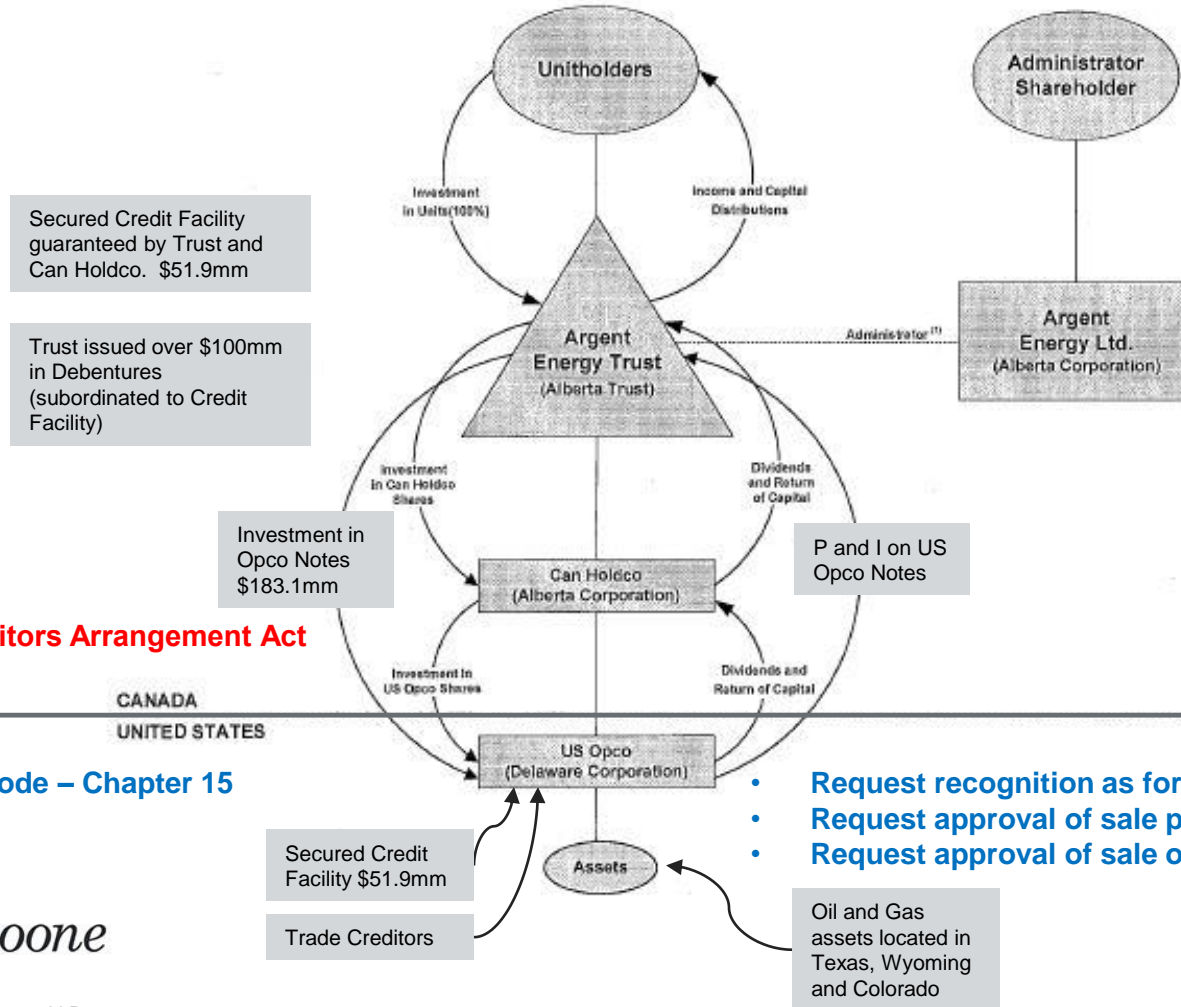 Unitholders
Administrator
Shareholder
Investment
in Units(100%)
Income and Capital
Distributions
Secured Credit Facility
guaranteed by Trust and
Can Holdco. $51.9mm
Trust issued over $100mm
in Debentures
(subordinated to Credit
Facility)
Argent
Energy Trust
(Alberta Trust)
Administrator (1)
Argent
Energy Ltd.
(Alberta Corporation)
Investment
in Can Holdco
Shares
Dividends
and Return
of Capital
Investment in
Opco Notes
$183.1mm
P and I on US
Opco Notes
Can Holdco
(Alberta Corporation)
itors Arrangement Act
Investment in
US Opco Shares
Dividends and
Return of Capital
CANADA
UNITED STATES
US Opco
(Delaware Corporation)
ode – Chapter 15
• Request recognition as for
• Request approval of sale p
• Request approval of sale o
Secured Credit
Facility $51.9mm
Assets
Trade Creditors
Oil and Gas
assets located in
Texas, Wyoming
and Colorado
oone